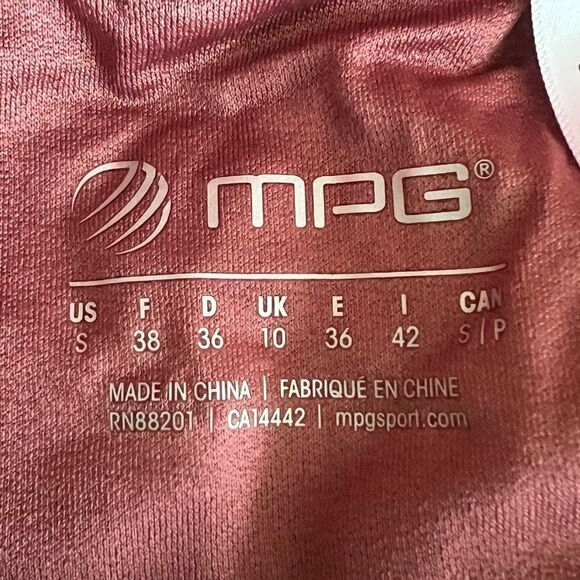 MPG®
US F D UK E I CAN
S 38 36 10 36 42 S/P
MADE IN CHINA | FABRIQUÉ EN CHINE
RN88201 | CA14442 | mpgsport.com